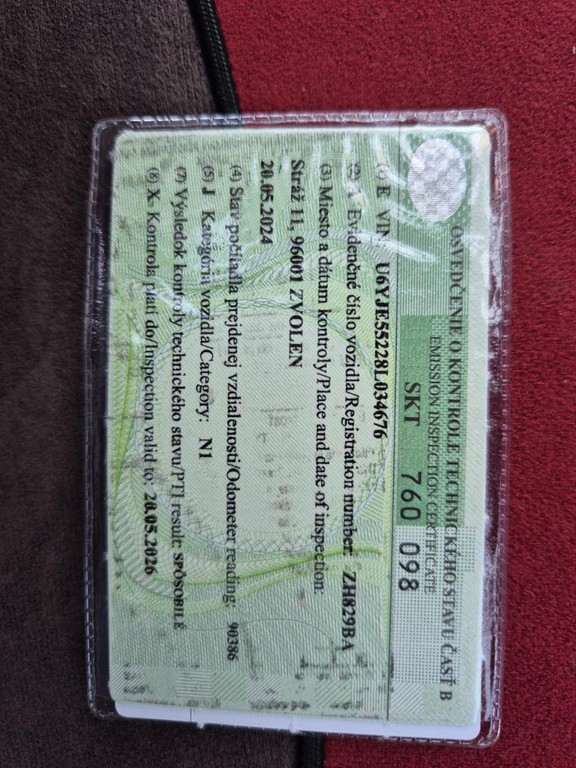 OSVEDČENIE O KONTROLE TECHNICKÉHO STAVU ČASŤ B
EMISSION INSPECTION CERTIFICATE
SKT 760 098
(1) E VIN: U6YJE55228L034676
(2) A Evidenčné číslo vozidla/Registration number: ZH829BA
(3) Miesto a dátum kontroly/Place and date of inspection:
Stráž 11, 96001 ZVOLEN
20.05.2024
(4) Stav počítadla prejdenej vzdialenosti/Odometer reading: 90386
(5) J Kategória vozidla/Category: N1
(7) Výsledok kontroly technického stavu/PTI result: SPÔSOBILÉ
(8) X- Kontrola platí do/Inspection valid to: 20.05.2026